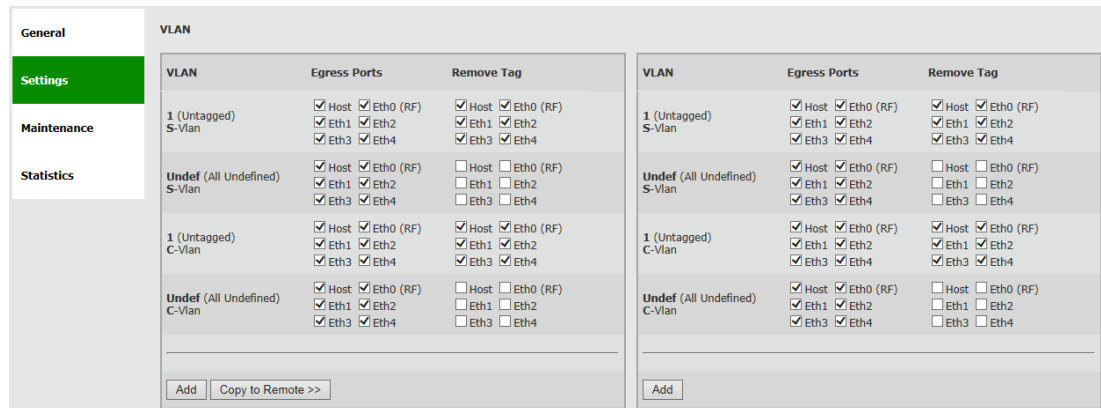 General
Settings
Maintenance
Statistics
VLAN
VLAN Egress Ports Remove Tag
1 (Untagged)
S-Vlan
Host Eth0 (RF)
Eth1 Eth2
Eth3 Eth4
Host Eth0 (RF)
Eth1 Eth2
Eth3 Eth4
Undef (All Undefined)
S-Vlan
Host Eth0 (RF)
Eth1 Eth2
Eth3 Eth4
Host Eth0 (RF)
Eth1 Eth2
Eth3 Eth4
1 (Untagged)
C-Vlan
Host Eth0 (RF)
Eth1 Eth2
Eth3 Eth4
Host Eth0 (RF)
Eth1 Eth2
Eth3 Eth4
Undef (All Undefined)
C-Vlan
Host Eth0 (RF)
Eth1 Eth2
Eth3 Eth4
Host Eth0 (RF)
Eth1 Eth2
Eth3 Eth4
Add Copy to Remote >>
VLAN Egress Ports Remove Tag
1 (Untagged)
S-Vlan
Host Eth0 (RF)
Eth1 Eth2
Eth3 Eth4
Host Eth0 (RF)
Eth1 Eth2
Eth3 Eth4
Undef (All Undefined)
S-Vlan
Host Eth0 (RF)
Eth1 Eth2
Eth3 Eth4
Host Eth0 (RF)
Eth1 Eth2
Eth3 Eth4
1 (Untagged)
C-Vlan
Host Eth0 (RF)
Eth1 Eth2
Eth3 Eth4
Host Eth0 (RF)
Eth1 Eth2
Eth3 Eth4
Undef (All Undefined)
C-Vlan
Host Eth0 (RF)
Eth1 Eth2
Eth3 Eth4
Host Eth0 (RF)
Eth1 Eth2
Eth3 Eth4
Add